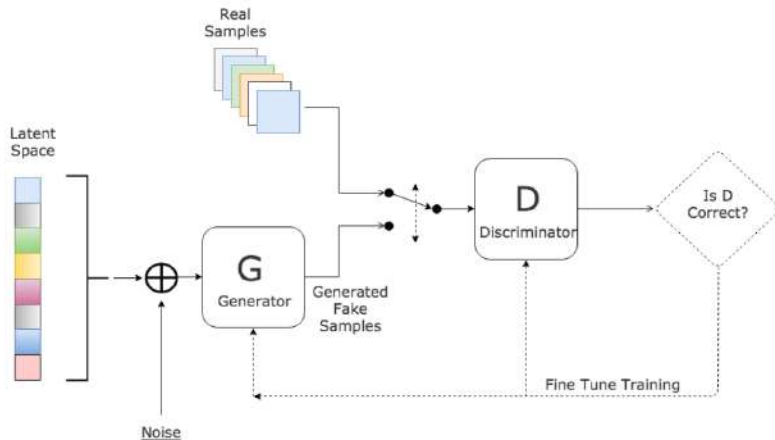 Real
Samples
Latent
Space
Is D
Correct?
D
Discriminator
G
Generator
Generated
Fake
Samples
Fine Tune Training
Noise